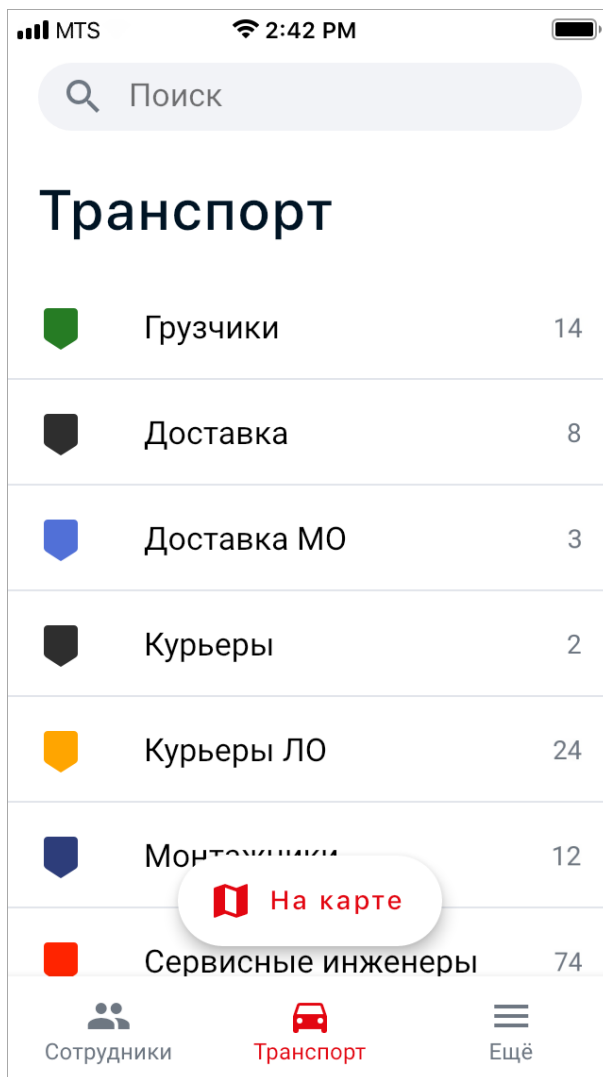 MTS 2:42 PM
Поиск
Транспорт
Грузчики 14
Доставка 8
Доставка МО 3
Курьеры 2
Курьеры ЛО 24
Монтажники 12
На карте
Сервисные инженеры 74
Сотрудники Транспорт Ещё